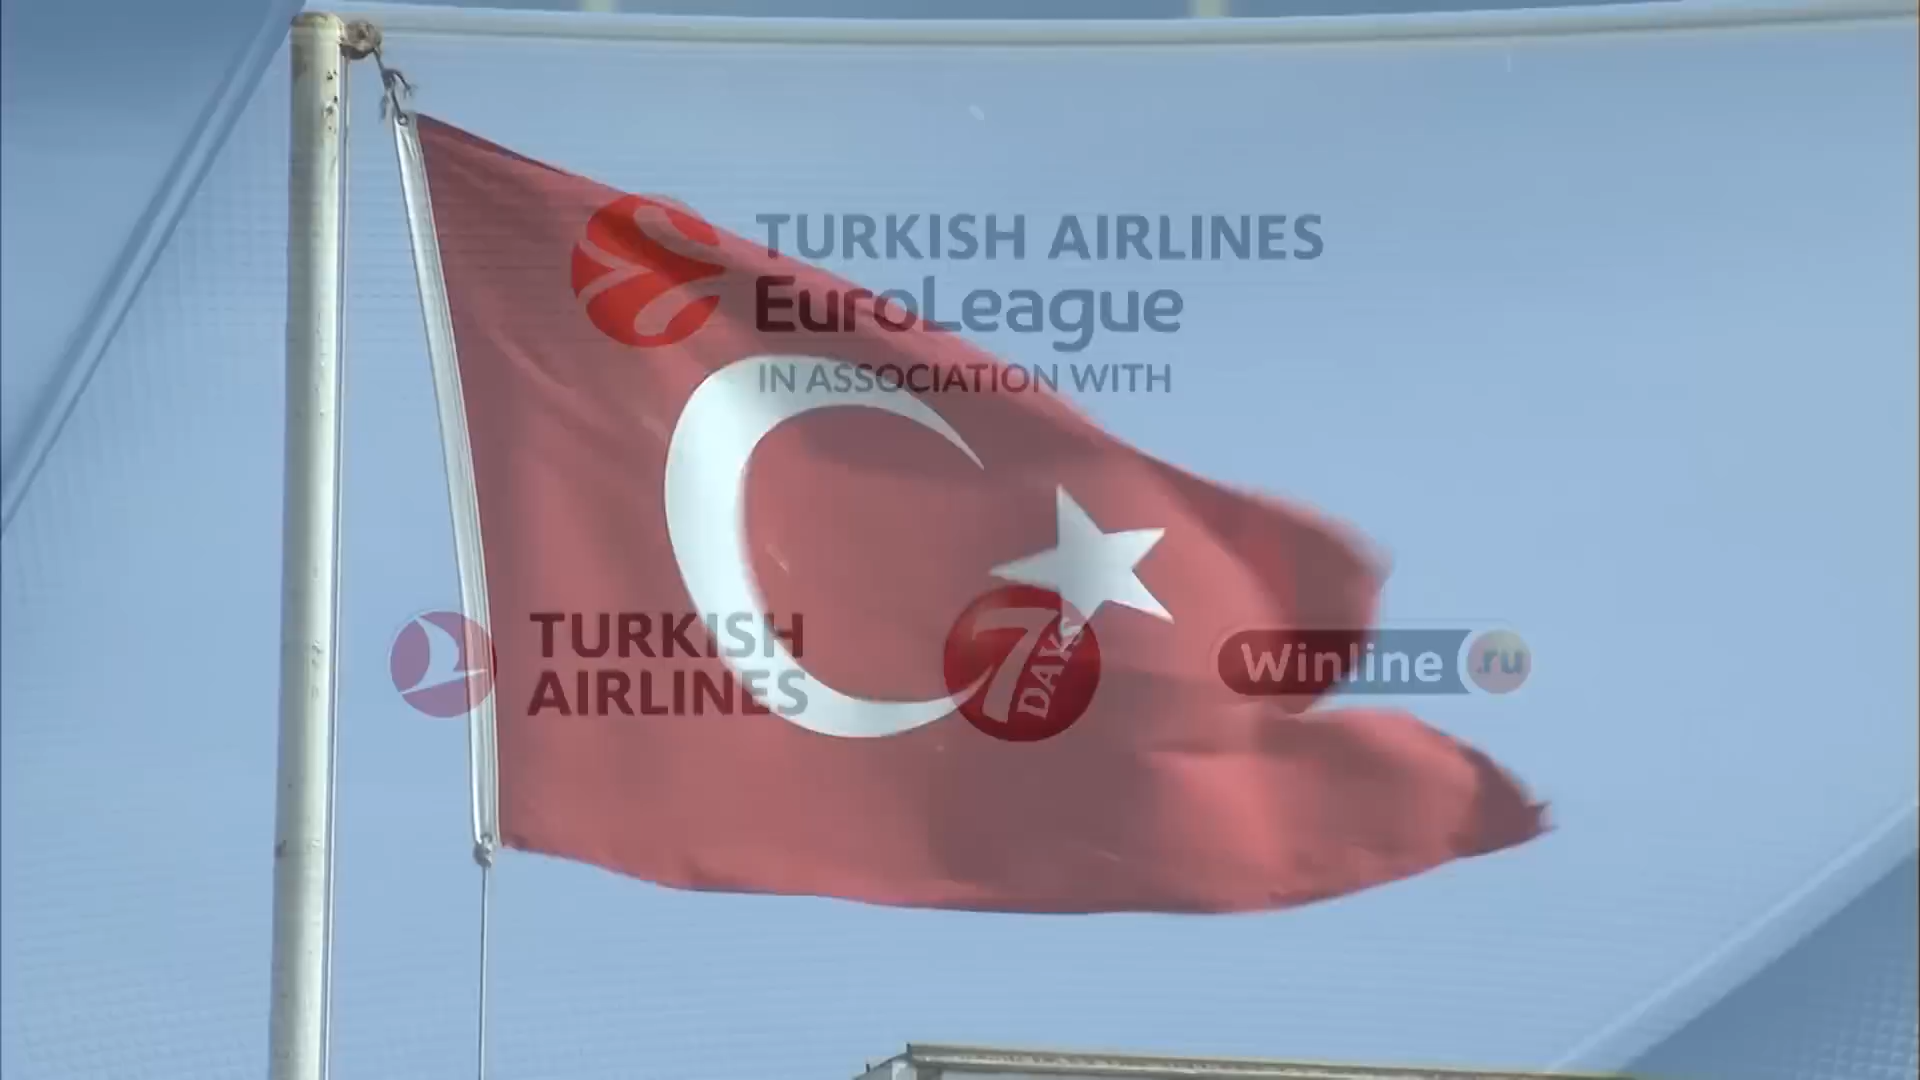 TURKISH AIRLINES
EuroLeague
IN ASSOCIATION WITH
TURKISH
AIRLINES
7
DAYS
Winline .ru